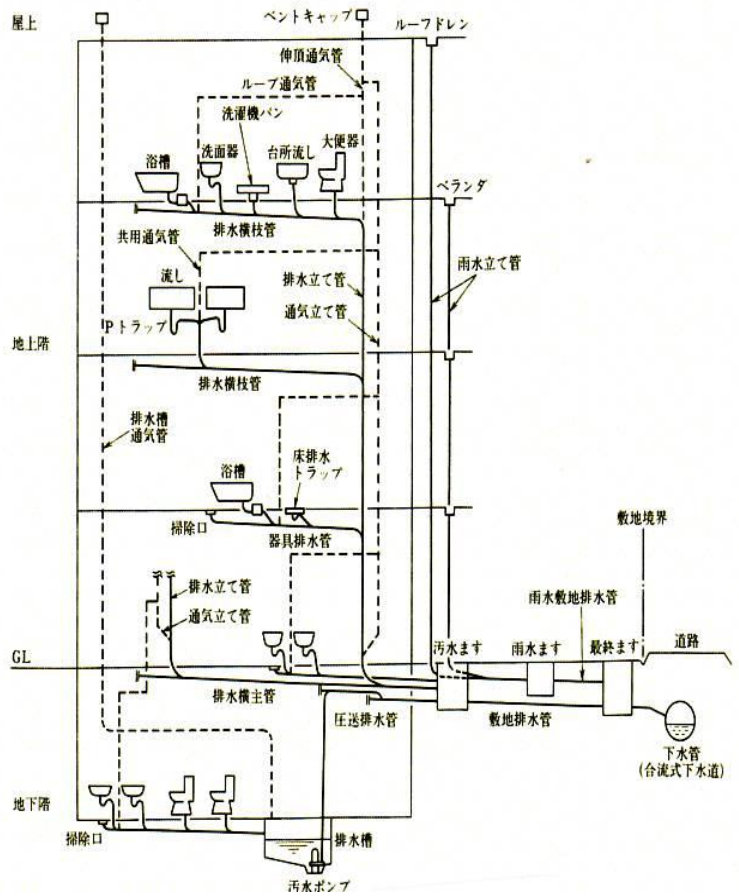 屋上
ベントキャップ
ルーフドレン
伸頂通気管
ループ通気管
洗濯機パン
洗面器
台所流し
大便器
浴槽
ベランダ
排水横枝管
共用通気管
排水立て管
雨水立て管
流し
通気立て管
Pトラップ
地上階
排水横枝管
排水槽
通気管
床排水
トラップ
浴槽
敷地境界
掃除口
器具排水管
排水立て管
雨水敷地排水管
通気立て管
汚水ます
雨水ます
最終ます
道路
GL
排水横主管
圧送排水管
敷地排水管
下水管
(合流式下水道)
地下階
掃除口
排水槽
汚水ポンプ